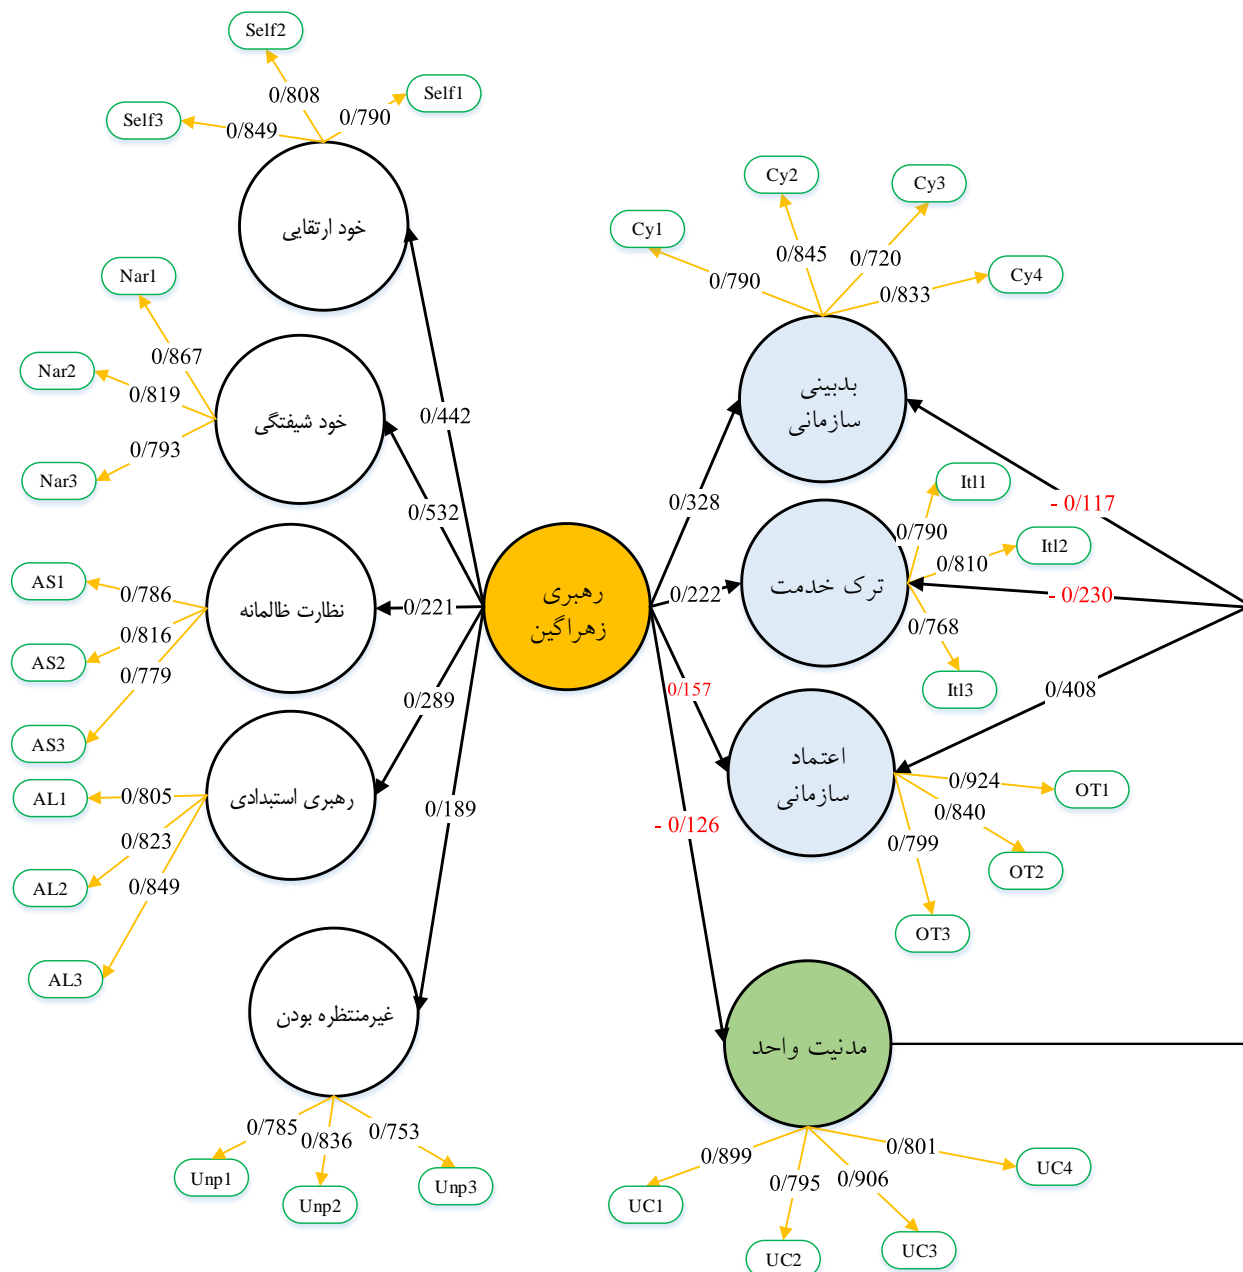 Self2
0/808
Self1
0/790
Self3
0/849
خود ارتقایی
Nar1
0/867
Nar2
0/819
Nar3
0/793
خود شیفتگی
0/442
0/532
AS1
0/786
AS2
0/816
AS3
0/779
نظارت ظالمانه
0/221
0/289
AL1
0/805
AL2
0/823
AL3
0/849
رهبری استبدادی
0/189
غیرمنتظره بودن
0/785
0/836
0/753
Unp1
Unp2
Unp3
رهبری
زهراگین
Cy2
Cy3
Cy1
Cy4
0/790
0/845
0/720
0/833
بدبینی
سازمانی
0/328
- 0/117
Itl1
0/790
Itl2
0/810
ترک خدمت
0/222
- 0/230
0/768
Itl3
0/157
0/408
اعتماد
سازمانی
0/924
OT1
0/840
OT2
0/799
OT3
- 0/126
مدنیت واحد
0/899
0/795
0/906
0/801
UC1
UC2
UC3
UC4